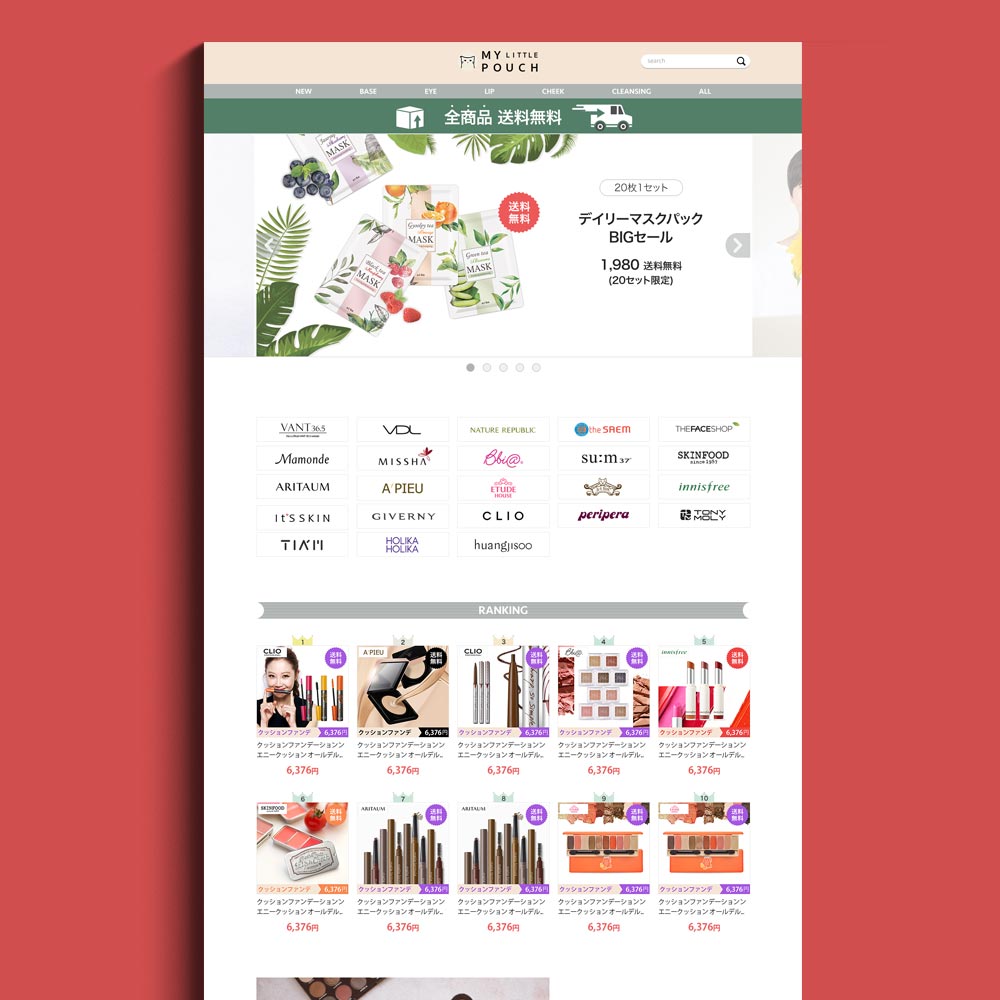 MY LITTLE
POUCH
search
NEW BASE EYE LIP CHEEK CLEANSING ALL
全商品 送料無料
MASK
Gyulpy tea
MASK
Green tea
MASK
Black tea
MASK
送料
無料
20枚1セット
デイリーマスクパック
BIGセール
1,980 送料無料
(20セット限定)
VANT 36.5
VDL
NATURE REPUBLIC
the SAEM
THEFACESHOP
Mamonde
MISSHA
Bbi@.
su:m37°
SKINFOOD
since1957
ARITAUM
A'PIEU
ETUDE
HOUSE
innisfree
It'S SKIN
GIVERNY
CLIO
peripera
TONY
MOLY
TIA'M
HOLIKA
HOLIKA
huangjisoo
RANKING
1
CLIO
送料
無料
クッションファンデ 6,376円
クッションファンデーションン
エニークッション オールデル..
6,376円
2
A'PIEU
送料
無料
クッションファンデ 6,376円
クッションファンデーションン
エニークッション オールデル..
6,376円
3
CLIO
送料
無料
クッションファンデ 6,376円
クッションファンデーションン
エニークッション オールデル..
6,376円
4
Bbi@.
送料
無料
クッションファンデ 6,376円
クッションファンデーションン
エニークッション オールデル..
6,376円
5
innisfree
送料
無料
クッションファンデ 6,376円
クッションファンデーションン
エニークッション オールデル..
6,376円
6
SKINFOOD
送料
無料
クッションファンデ 6,376円
クッションファンデーションン
エニークッション オールデル..
6,376円
7
ARITAUM
送料
無料
クッションファンデ 6,376円
クッションファンデーションン
エニークッション オールデル..
6,376円
8
ARITAUM
送料
無料
クッションファンデ 6,376円
クッションファンデーションン
エニークッション オールデル..
6,376円
9
送料
無料
クッションファンデ 6,376円
クッションファンデーションン
エニークッション オールデル..
6,376円
10
送料
無料
クッションファンデ 6,376円
クッションファンデーションン
エニークッション オールデル..
6,376円